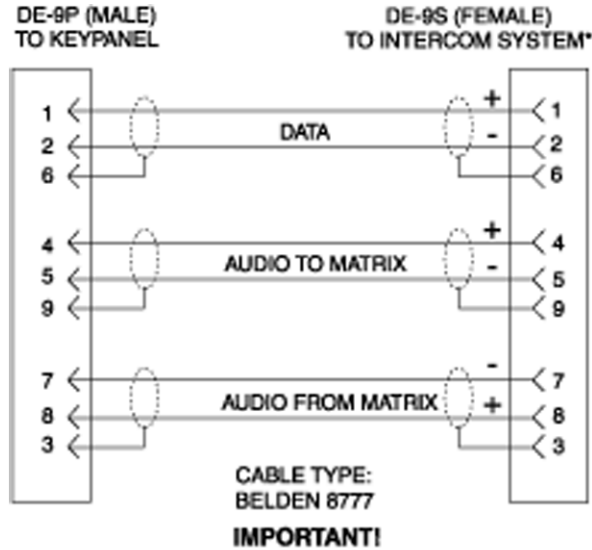 DE-9P (MALE)
TO KEYPANEL
DE-9S (FEMALE)
TO INTERCOM SYSTEM*
1 + 1
DATA
2 - 2
6 6
4 + 4
AUDIO TO MATRIX
5 - 5
9 9
7 - 7
AUDIO FROM MATRIX
8 + 8
3 3
CABLE TYPE:
BELDEN 8777
IMPORTANT!